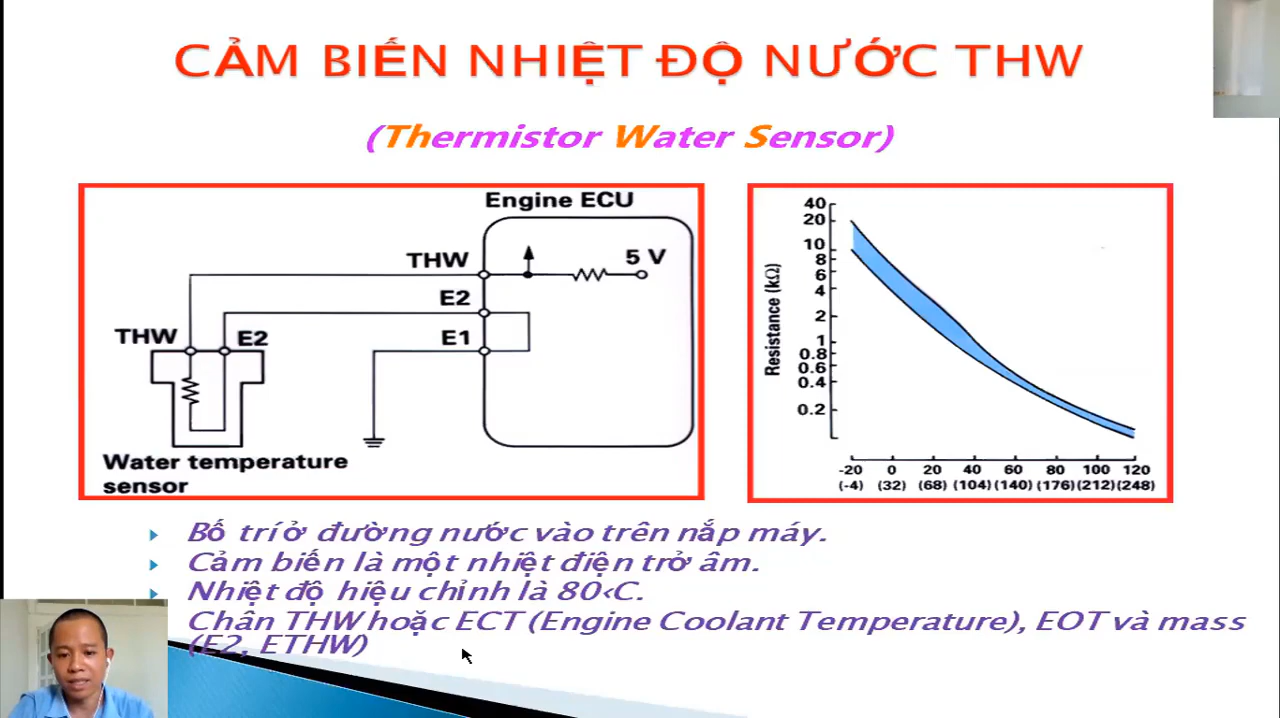 CẢM BIẾN NHIỆT ĐỘ NƯỚC THW
(Thermistor Water Sensor)
Engine ECU
THW
5 V
E2
E1
THW
E2
Water temperature
sensor
Resistance (kΩ)
40
20
10
8
6
4
2
1
0.8
0.6
0.4
0.2
-20 0 20 40 60 80 100 120
(-4) (32) (68) (104) (140) (176) (212) (248)
Bố trí ở đường nước vào trên nắp máy.
Cảm biến là một nhiệt điện trở âm.
Nhiệt độ hiệu chỉnh là 80‹C.
Chân THW hoặc ECT (Engine Coolant Temperature), EOT và mass
(E2, ETHW)